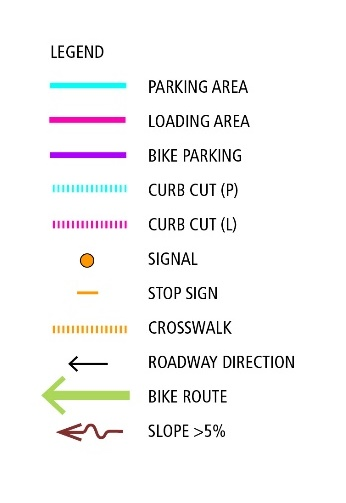 LEGEND
PARKING AREA
LOADING AREA
BIKE PARKING
CURB CUT (P)
CURB CUT (L)
SIGNAL
STOP SIGN
CROSSWALK
ROADWAY DIRECTION
BIKE ROUTE
SLOPE >5%